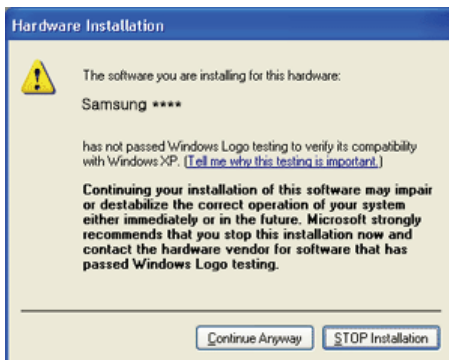 Hardware Installation
The software you are installing for this hardware:
Samsung ****
has not passed Windows Logo testing to verify its compatibility
with Windows XP. (Tell me why this testing is important.)
Continuing your installation of this software may impair
or destabilize the correct operation of your system
either immediately or in the future. Microsoft strongly
recommends that you stop this installation now and
contact the hardware vendor for software that has
passed Windows Logo testing.
Continue Anyway
STOP Installation